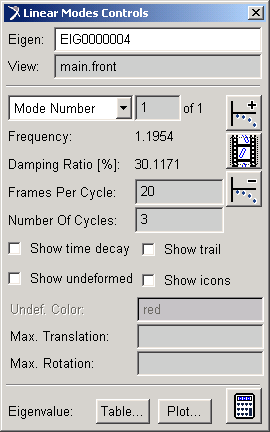 Linear Modes Controls
Eigen: EIG0000004
View: main.front
Mode Number 1 of 1
Frequency: 1.1954
Damping Ratio [%]: 30.1171
Frames Per Cycle: 20
Number Of Cycles: 3
Show time decay Show trail
Show undeformed Show icons
Undef. Color: red
Max. Translation:
Max. Rotation:
Eigenvalue: Table... Plot...